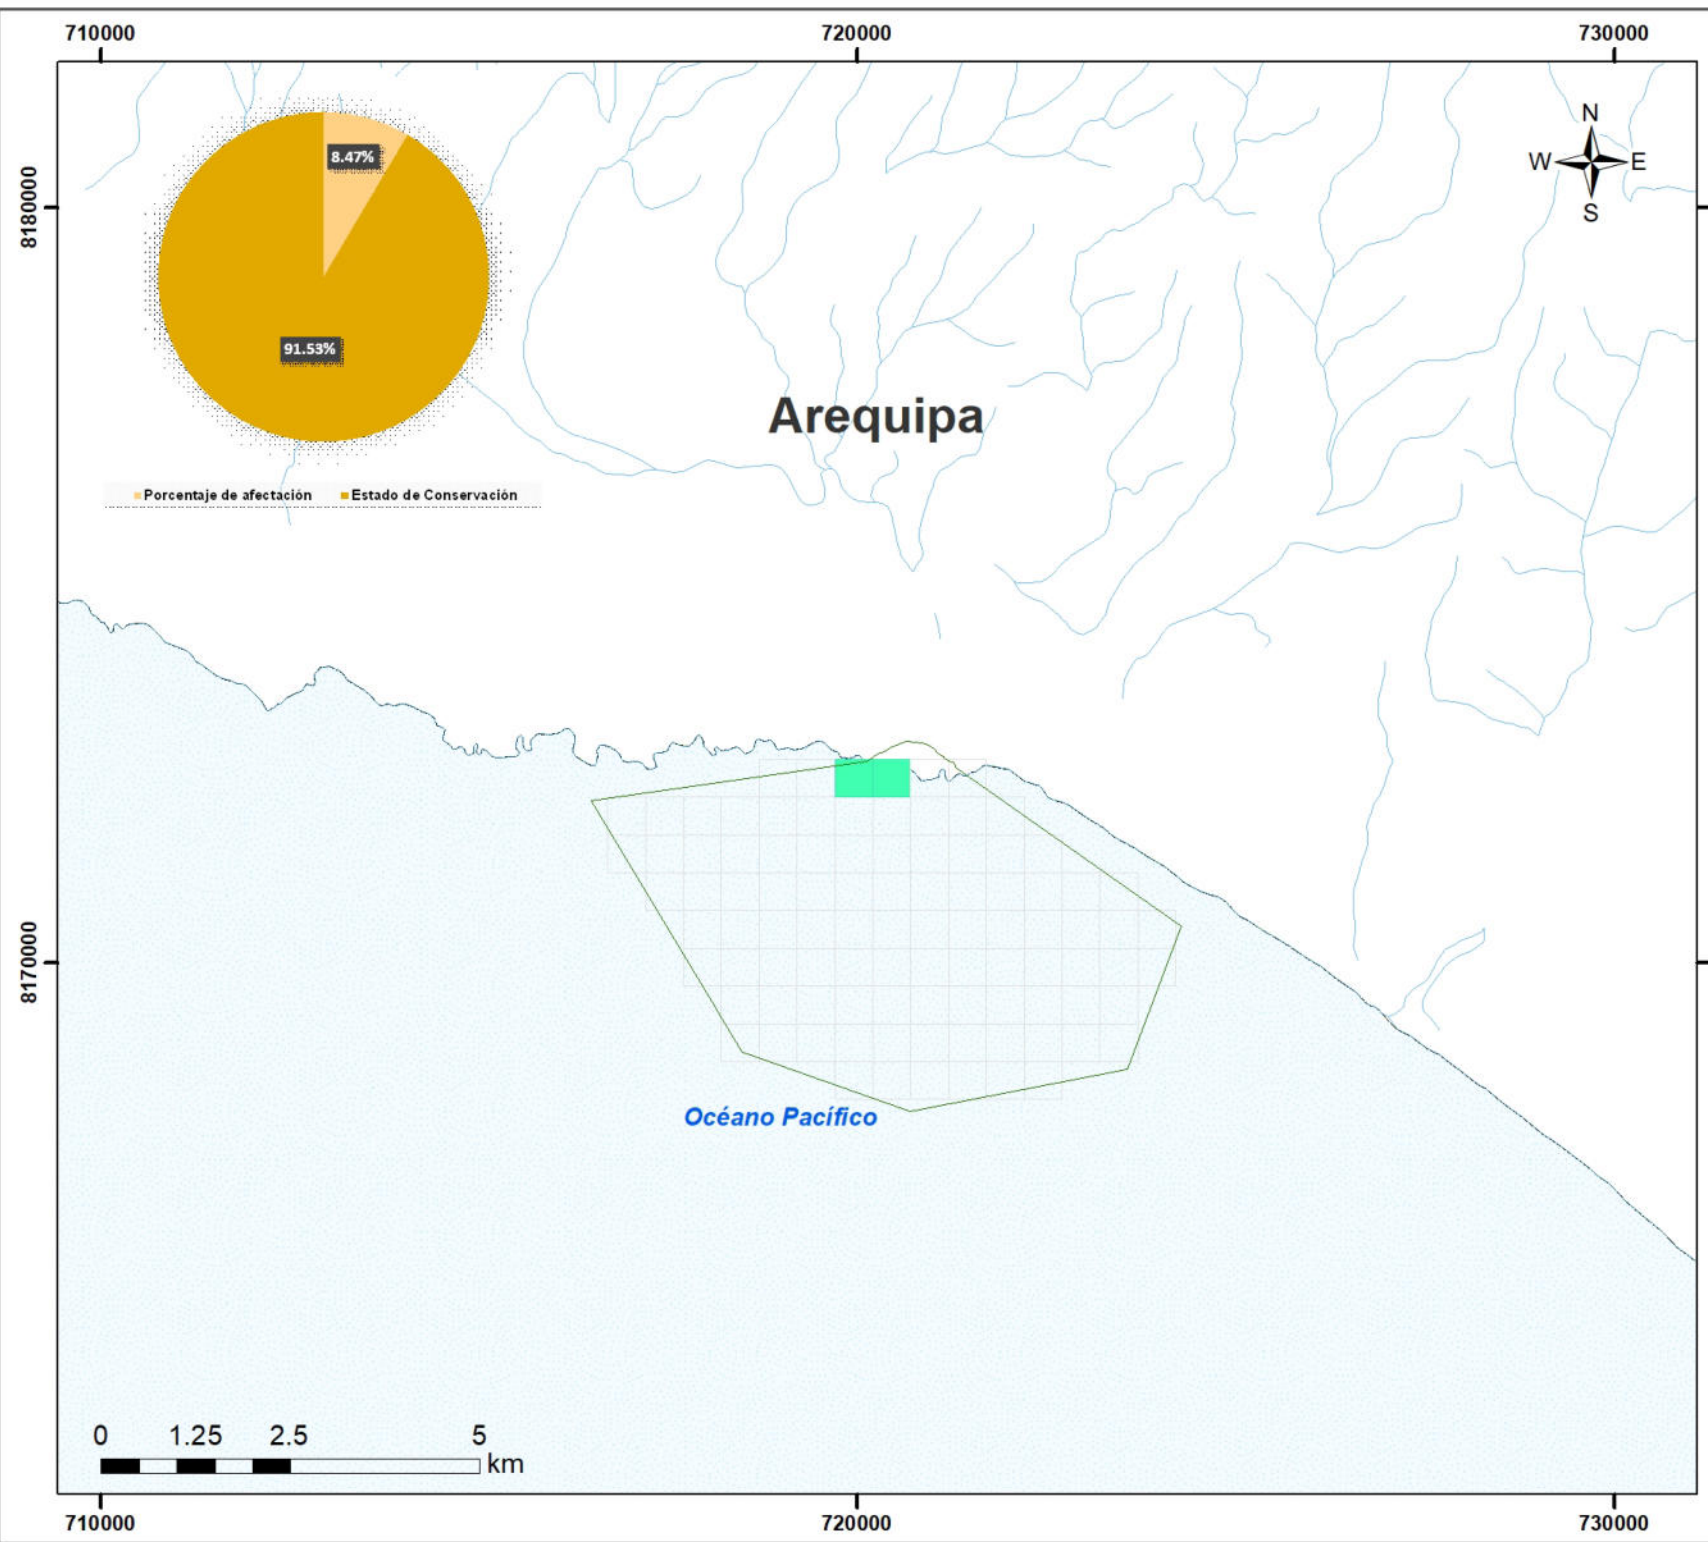 710000 720000 730000
N
W E
S
8180000
8.47%
91.53%
Arequipa
Porcentaje de afectación Estado de Conservación
8170000
Océano Pacífico
0 1.25 2.5 5
km
710000 720000 730000